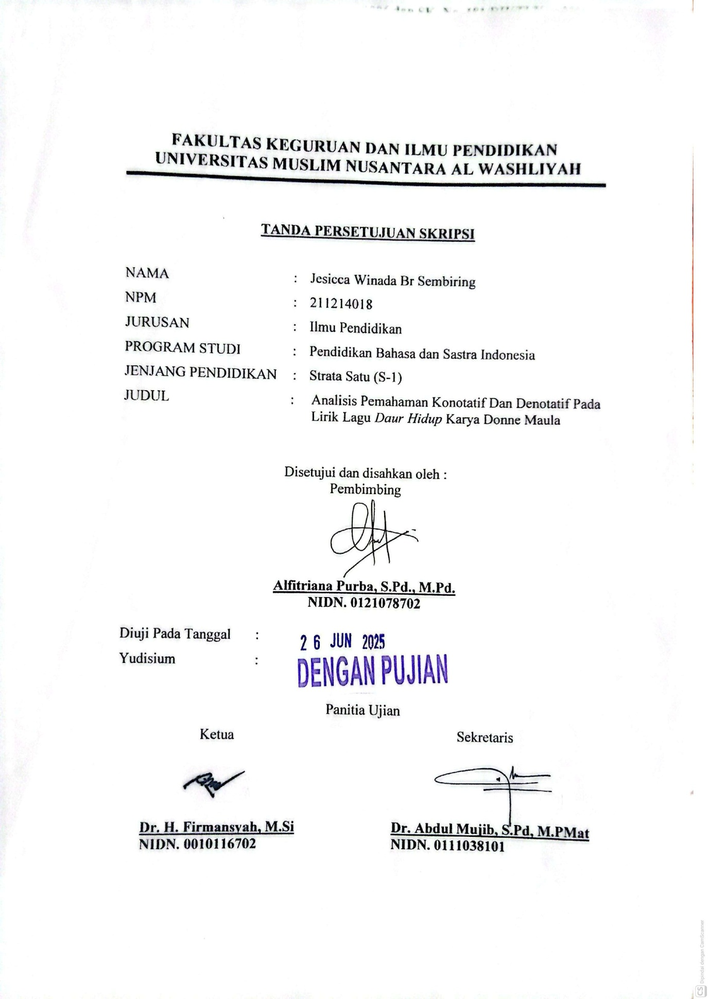 FAKULTAS KEGURUAN DAN ILMU PENDIDIKAN
UNIVERSITAS MUSLIM NUSANTARA AL WASHLIYAH
TANDA PERSETUJUAN SKRIPSI
NAMA : Jesicca Winada Br Sembiring
NPM : 211214018
JURUSAN : Ilmu Pendidikan
PROGRAM STUDI : Pendidikan Bahasa dan Sastra Indonesia
JENJANG PENDIDIKAN : Strata Satu (S-1)
JUDUL : Analisis Pemahaman Konotatif Dan Denotatif Pada
Lirik Lagu Daur Hidup Karya Donne Maula
Disetujui dan disahkan oleh :
Pembimbing
Alfitriana Purba, S.Pd., M.Pd.
NIDN. 0121078702
Diuji Pada Tanggal : 26 JUN 2025
Yudisium : DENGAN PUJIAN
Panitia Ujian
Ketua
Sekretaris
Dr. H. Firmansyah, M.Si
NIDN. 0010116702
Dr. Abdul Mujib, S.Pd, M.PMat
NIDN. 0111038101
CS Dipindai dengan CamScanner